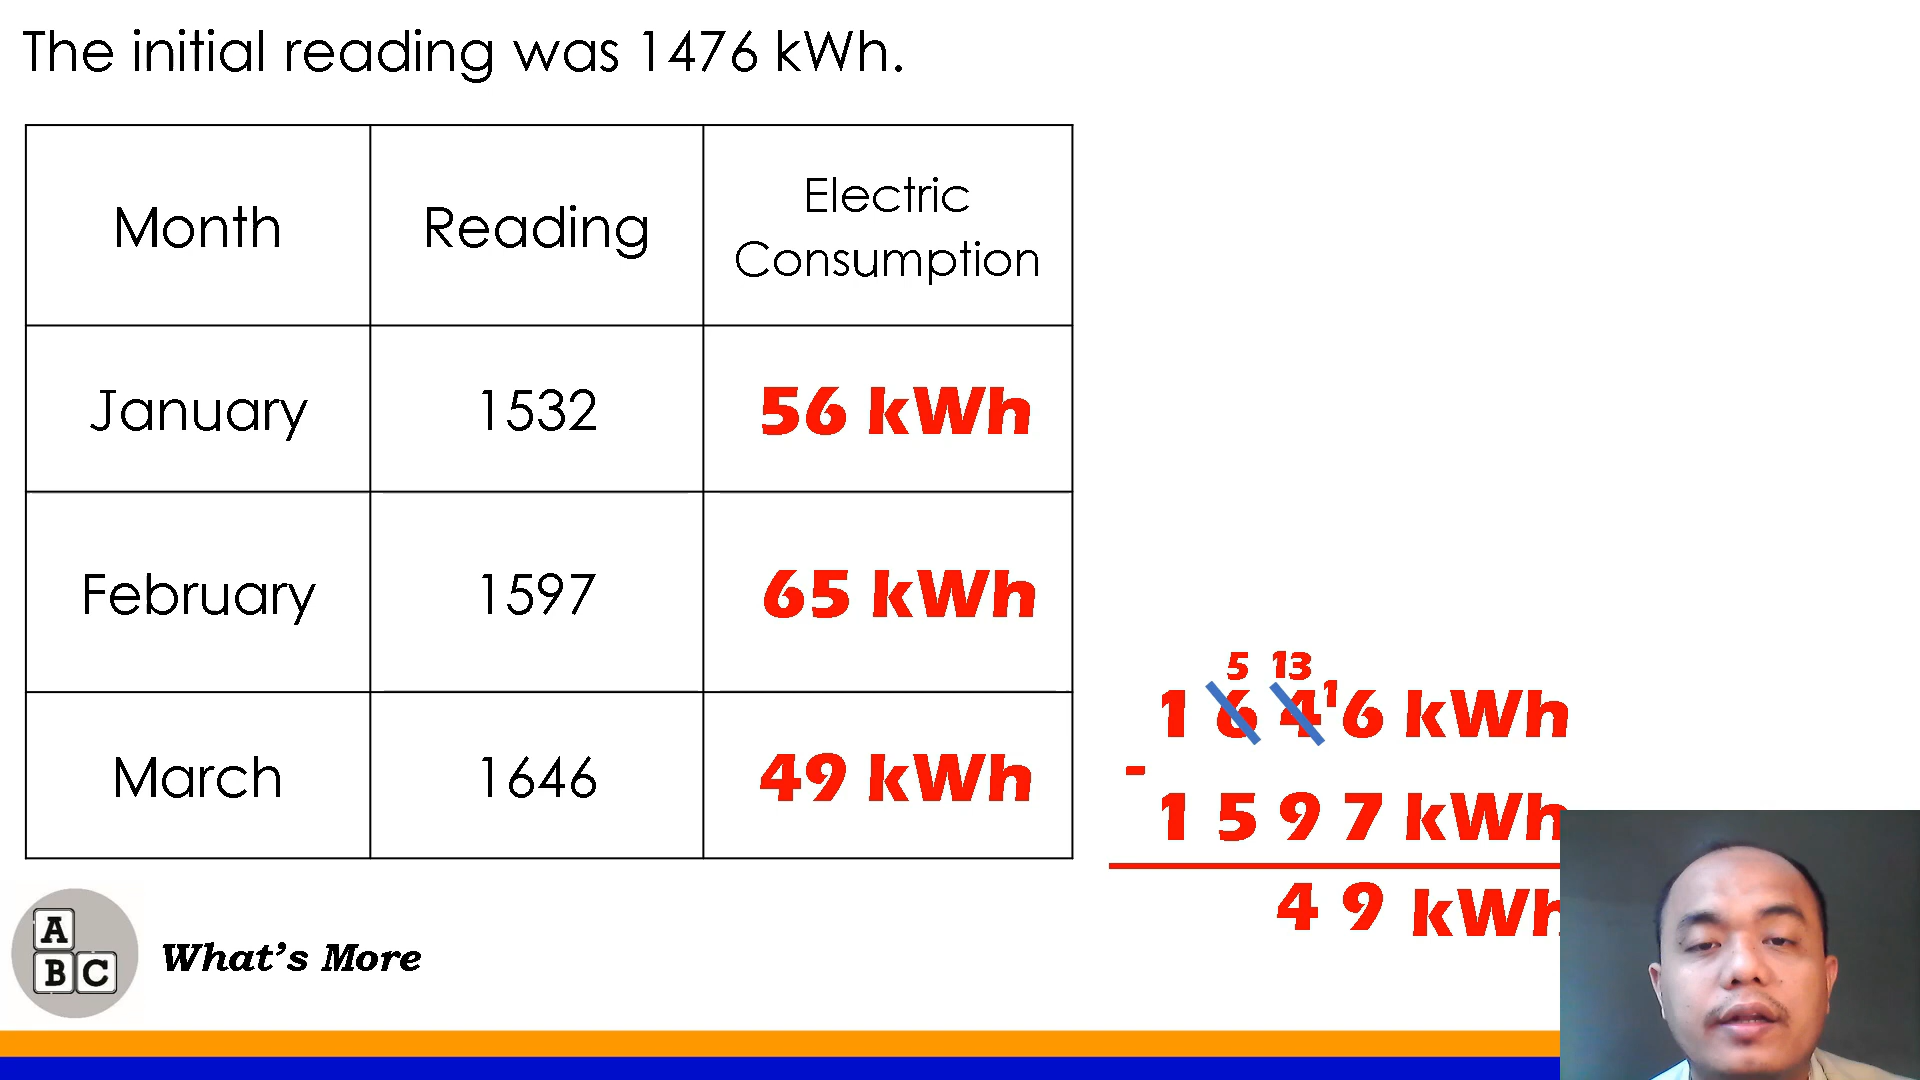 The initial reading was 1476 kWh.
Month Reading Electric Consumption
January 1532 56 kWh
February 1597 65 kWh
March 1646 49 kWh
5 13
1 6 4 16 kWh
-
1 5 9 7 kWh
4 9 kWh
A
B C
What's More